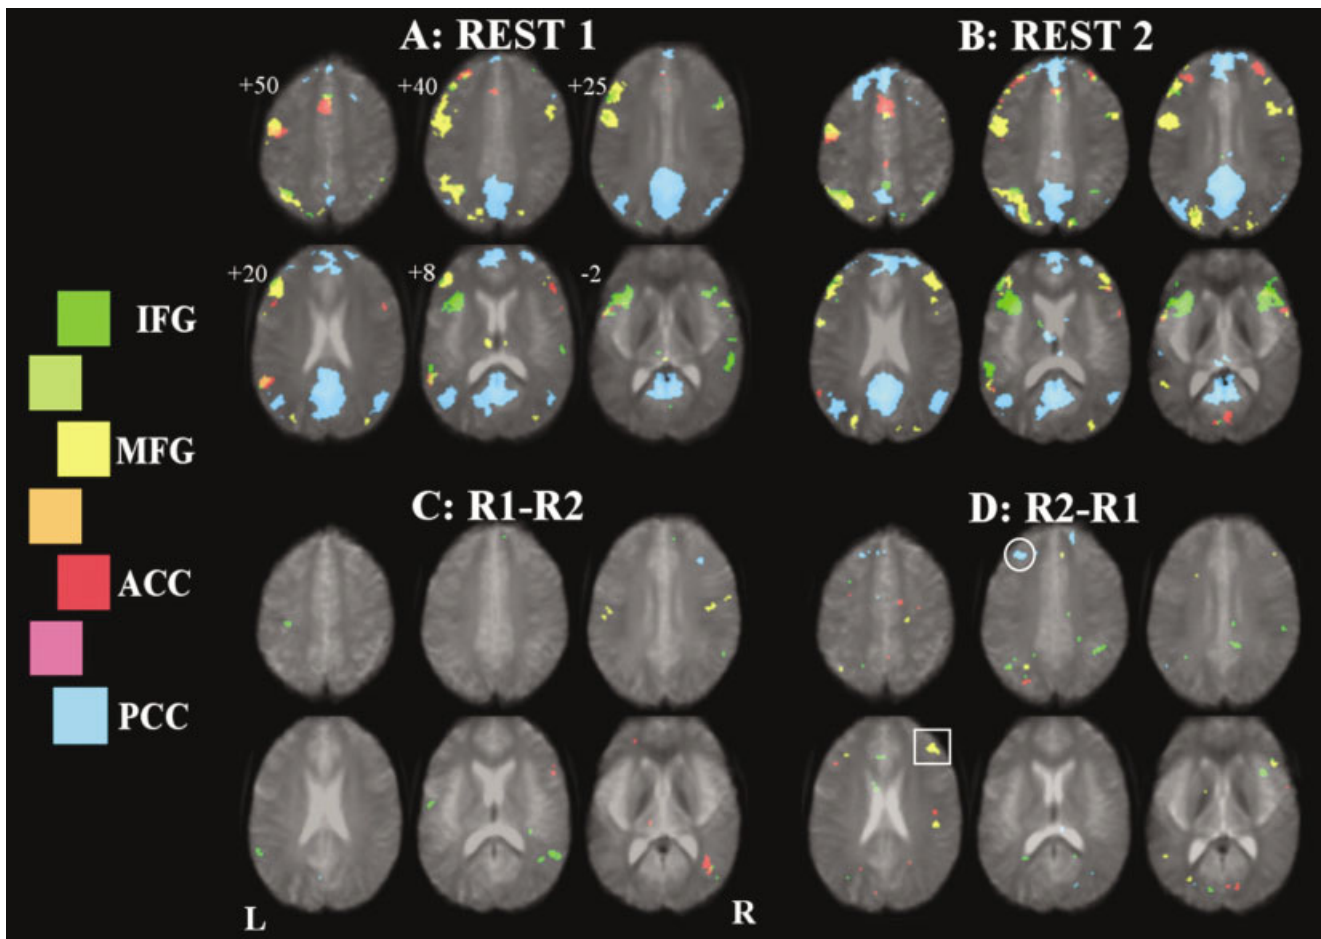 A: REST 1
B: REST 2
+50
+40
+25
+20
+8
-2
IFG
MFG
ACC
PCC
C: R1-R2
D: R2-R1
L
R